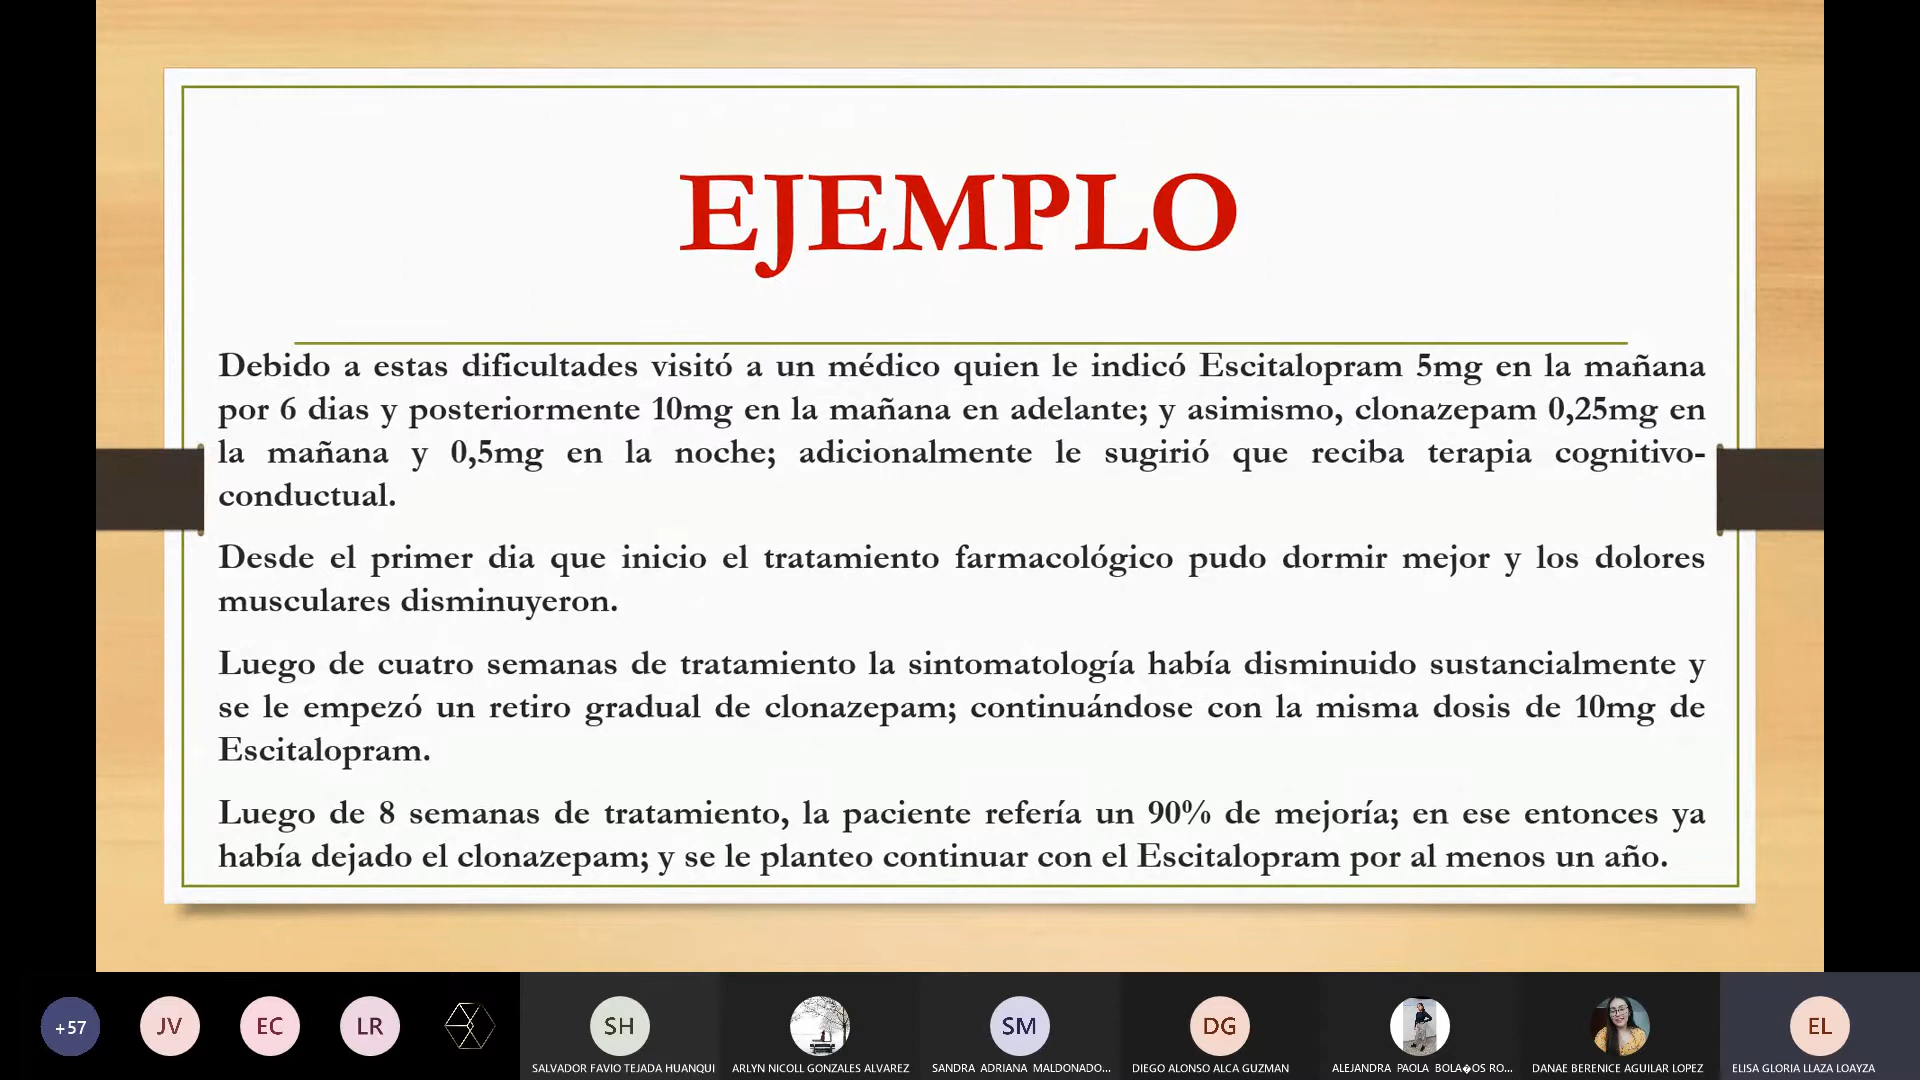 EJEMPLO
Debido a estas dificultades visitó a un médico quien le indicó Escitalopram 5mg en la mañana
por 6 dias y posteriormente 10mg en la mañana en adelante; y asimismo, clonazepam 0,25mg en
la mañana y 0,5mg en la noche; adicionalmente le sugirió que reciba terapia cognitivo-
conductual.
Desde el primer dia que inicio el tratamiento farmacológico pudo dormir mejor y los dolores
musculares disminuyeron.
Luego de cuatro semanas de tratamiento la sintomatología había disminuido sustancialmente y
se le empezó un retiro gradual de clonazepam; continuándose con la misma dosis de 10mg de
Escitalopram.
Luego de 8 semanas de tratamiento, la paciente refería un 90% de mejoría; en ese entonces ya
había dejado el clonazepam; y se le planteo continuar con el Escitalopram por al menos un año.
+57 JV EC LR SH SM DG EL
SALVADOR FAVIO TEJADA HUANQUI ARLYN NICOLL GONZALES ALVAREZ SANDRA ADRIANA MALDONADO... DIEGO ALONSO ALCA GUZMAN ALEJANDRA PAOLA BOLA�OS RO... DANAE BERENICE AGUILAR LOPEZ ELISA GLORIA LLAZA LOAYZA